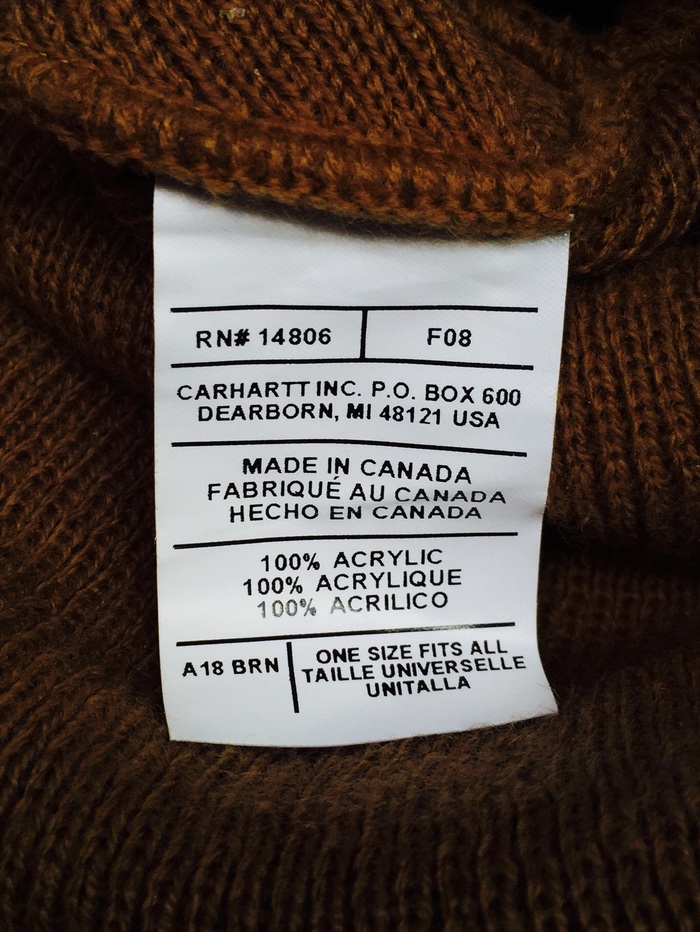 RN# 14806 F08
CARHARTT INC. P.O. BOX 600
DEARBORN, MI 48121 USA
MADE IN CANADA
FABRIQUÉ AU CANADA
HECHO EN CANADA
100% ACRYLIC
100% ACRYLIQUE
100% ACRILICO
A18 BRN
ONE SIZE FITS ALL
TAILLE UNIVERSELLE
UNITALLA